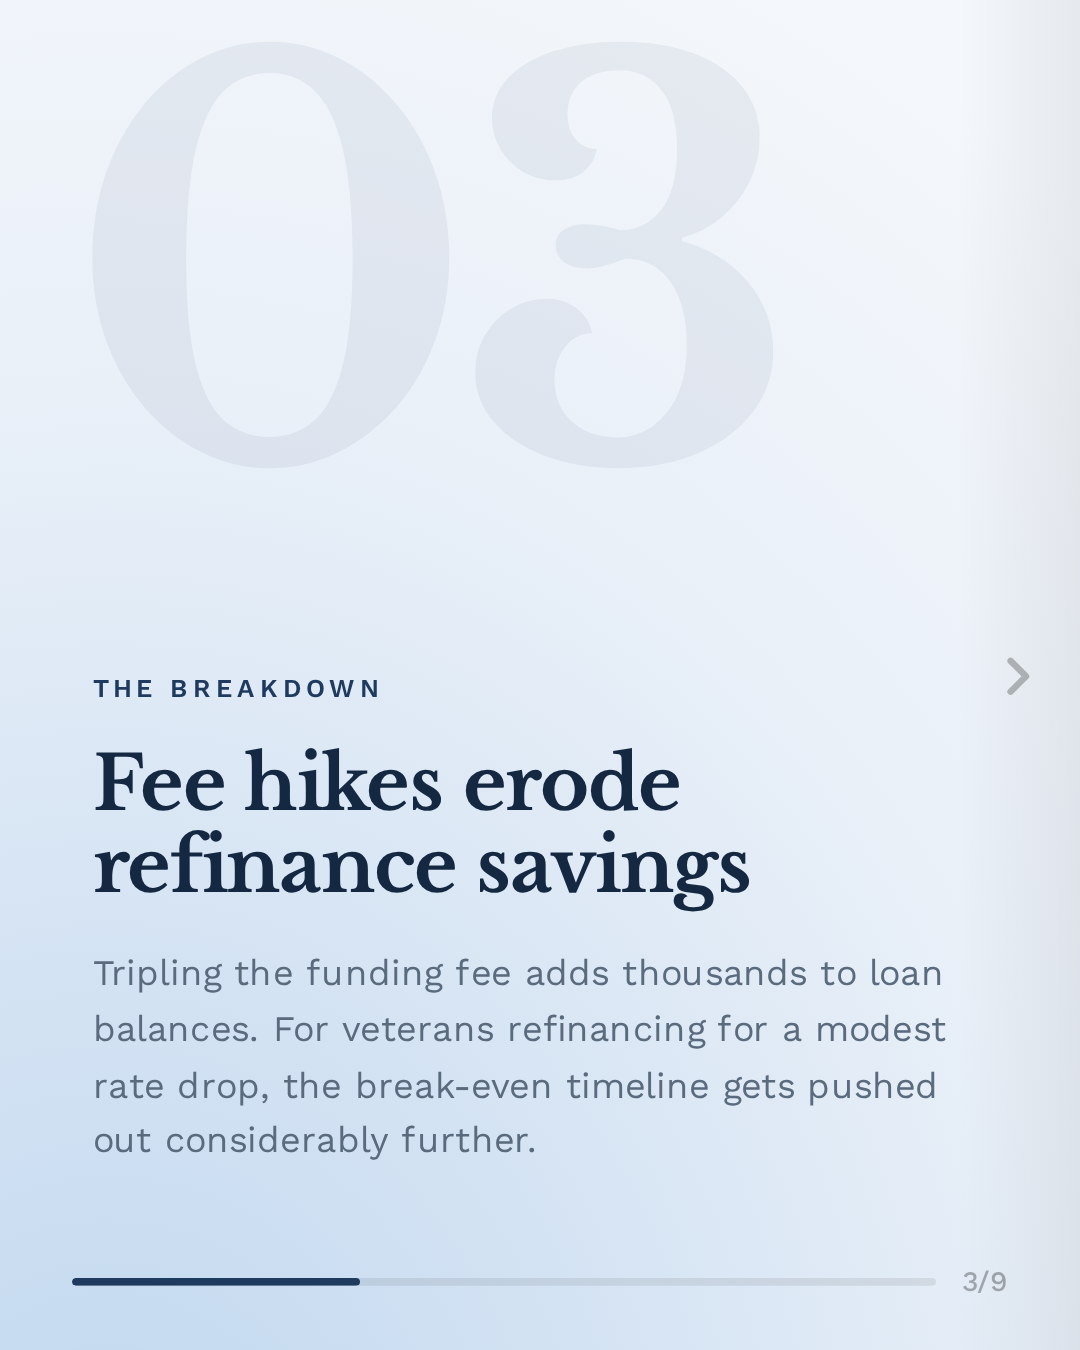 03
THE BREAKDOWN
Fee hikes erode
refinance savings
Tripling the funding fee adds thousands to loan
balances. For veterans refinancing for a modest
rate drop, the break-even timeline gets pushed
out considerably further.
3/9